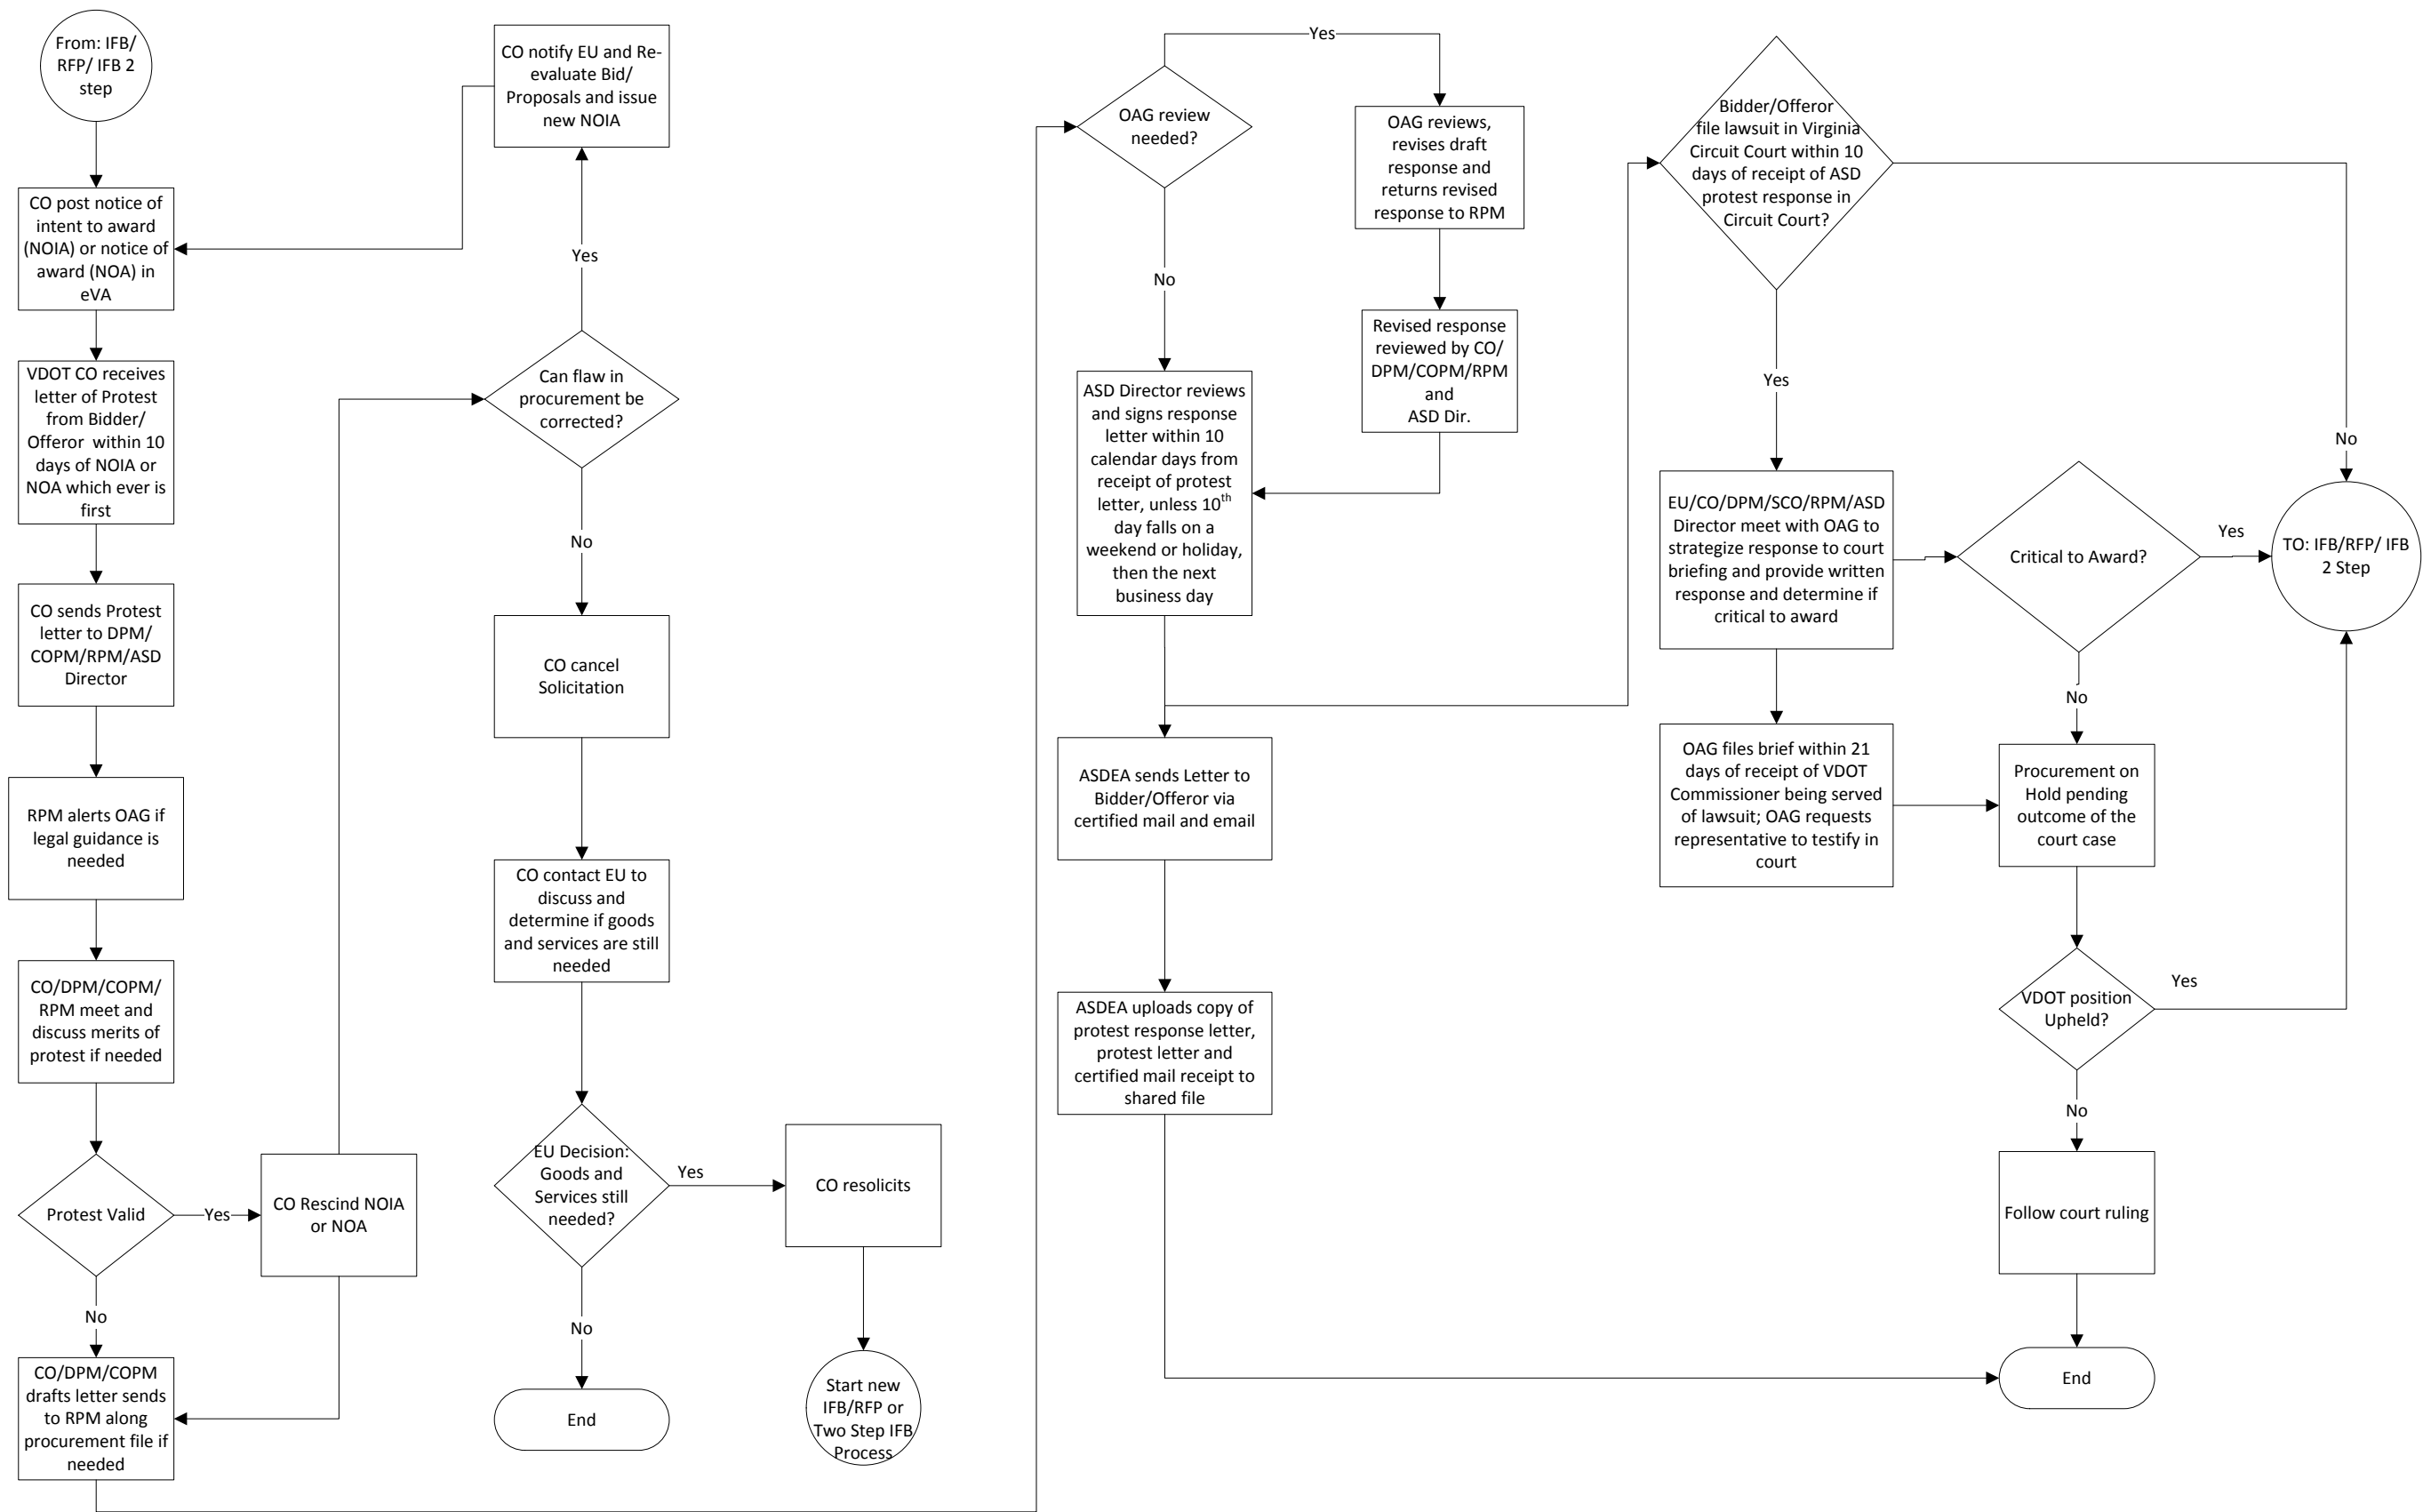 From: IFB/
RFP/ IFB 2
step
CO post notice of
intent to award
(NOIA) or notice of
award (NOA) in
eVA
VDOT CO receives
letter of Protest
from Bidder/
Offeror within 10
days of NOIA or
NOA which ever is
first
CO sends Protest
letter to DPM/
COPM/RPM/ASD
Director
RPM alerts OAG if
legal guidance is
needed
CO/DPM/COPM/
RPM meet and
discuss merits of
protest if needed
Protest Valid
Yes
No
CO Rescind NOIA
or NOA
CO/DPM/COPM
drafts letter sends
to RPM along
procurement file if
needed
CO notify EU and Re-
evaluate Bid/
Proposals and issue
new NOIA
Yes
Can flaw in
procurement be
corrected?
No
CO cancel
Solicitation
CO contact EU to
discuss and
determine if goods
and services are still
needed
EU Decision:
Goods and
Services still
needed?
Yes
CO resolicits
No
End
Start new
IFB/RFP or
Two Step IFB
Process
OAG review
needed?
Yes
OAG reviews,
revises draft
response and
returns revised
response to RPM
No
Revised response
reviewed by CO/
DPM/COPM/RPM
and
ASD Dir.
ASD Director reviews
and signs response
letter within 10
calendar days from
receipt of protest
letter, unless 10th
day falls on a
weekend or holiday,
then the next
business day
ASDEA sends Letter to
Bidder/Offeror via
certified mail and email
ASDEA uploads copy of
protest response letter,
protest letter and
certified mail receipt to
shared file
Bidder/Offeror
file lawsuit in Virginia
Circuit Court within 10
days of receipt of ASD
protest response in
Circuit Court?
Yes
No
EU/CO/DPM/SCO/RPM/ASD
Director meet with OAG to
strategize response to court
briefing and provide written
response and determine if
critical to award
Critical to Award?
Yes
TO: IFB/RFP/ IFB
2 Step
No
OAG files brief within 21
days of receipt of VDOT
Commissioner being served
of lawsuit; OAG requests
representative to testify in
court
Procurement on
Hold pending
outcome of the
court case
VDOT position
Upheld?
Yes
No
Follow court ruling
End